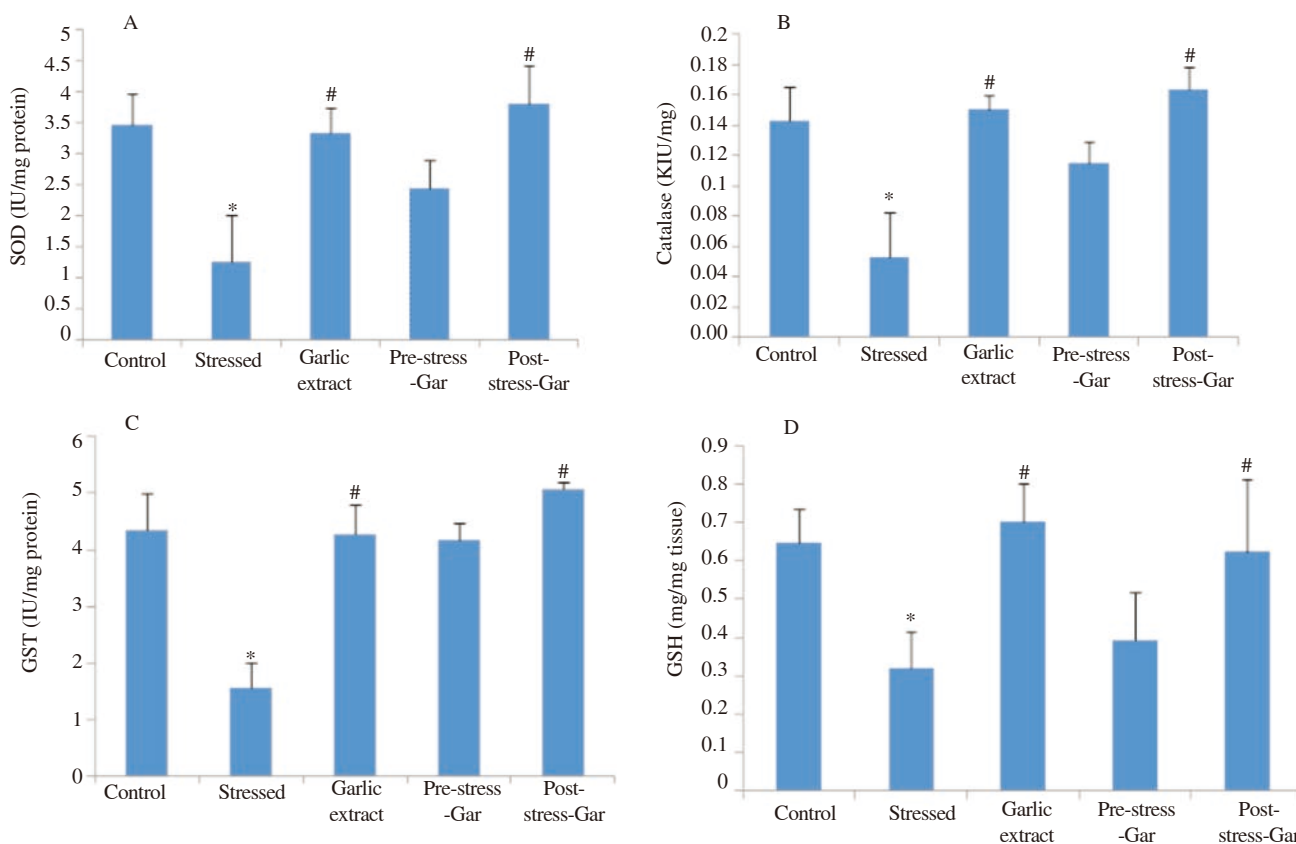 A
SOD (IU/mg protein)
5
4.5
4
3.5
3
2.5
2
1.5
1
0.5
0
*
#
#
Control
Stressed
Garlic
extract
Pre-stress
-Gar
Post-
stress-Gar
B
Catalase (KIU/mg)
0.2
0.18
0.16
0.14
0.12
0.1
0.08
0.06
0.04
0.02
0.00
*
#
#
Control
Stressed
Garlic
extract
Pre-stress
-Gar
Post-
stress-Gar
C
GST (IU/mg protein)
6
5
4
3
2
1
0
*
#
#
Control
Stressed
Garlic
extract
Pre-stress
-Gar
Post-
stress-Gar
D
GSH (mg/mg tissue)
0.9
0.8
0.7
0.6
0.5
0.4
0.3
0.2
0.1
0
*
#
#
Control
Stressed
Garlic
extract
Pre-stress
-Gar
Post-
stress-Gar